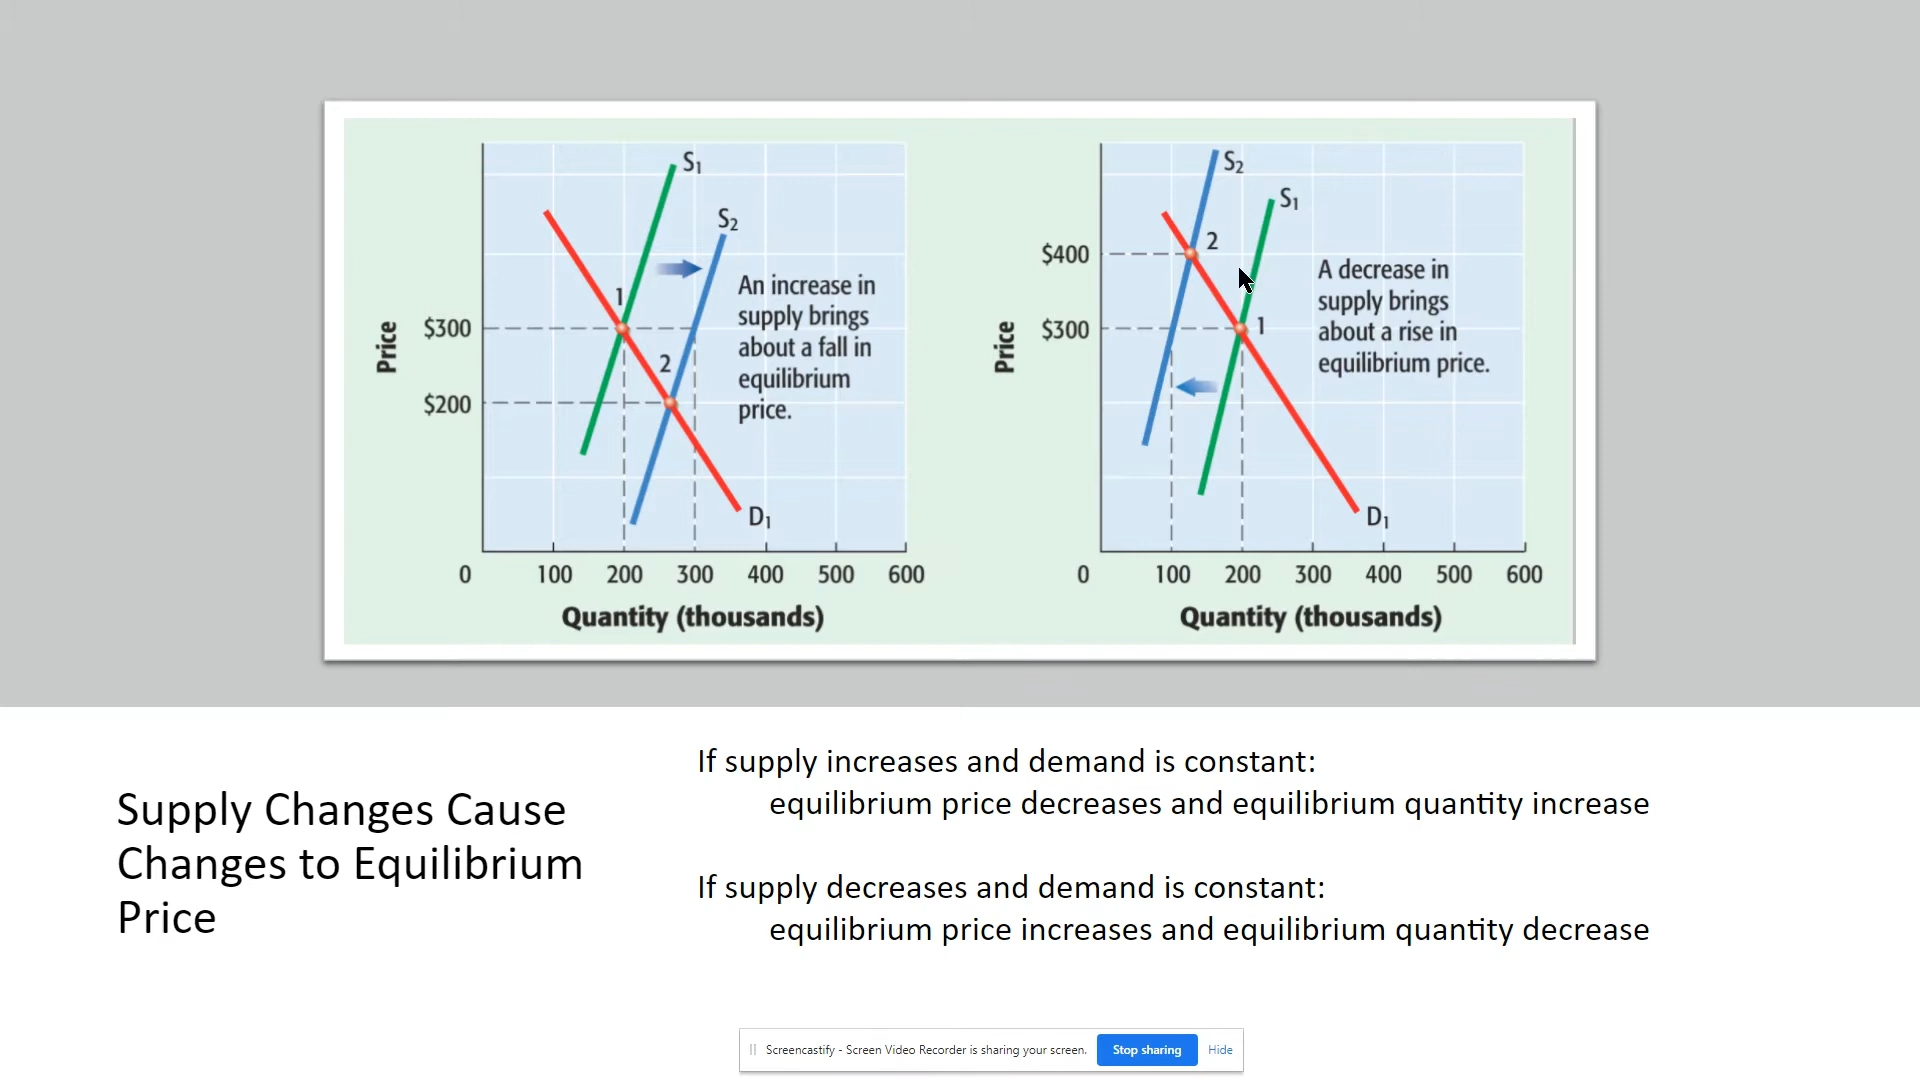 S1
S2
1
2
An increase in
supply brings
about a fall in
equilibrium
price.
$300
$200
Price
D1
0 100 200 300 400 500 600
Quantity (thousands)
S2
S1
2
1
A decrease in
supply brings
about a rise in
equilibrium price.
$400
$300
Price
D1
0 100 200 300 400 500 600
Quantity (thousands)
Supply Changes Cause
Changes to Equilibrium
Price
If supply increases and demand is constant:
equilibrium price decreases and equilibrium quantity increase
If supply decreases and demand is constant:
equilibrium price increases and equilibrium quantity decrease
Screencastify - Screen Video Recorder is sharing your screen. Stop sharing Hide